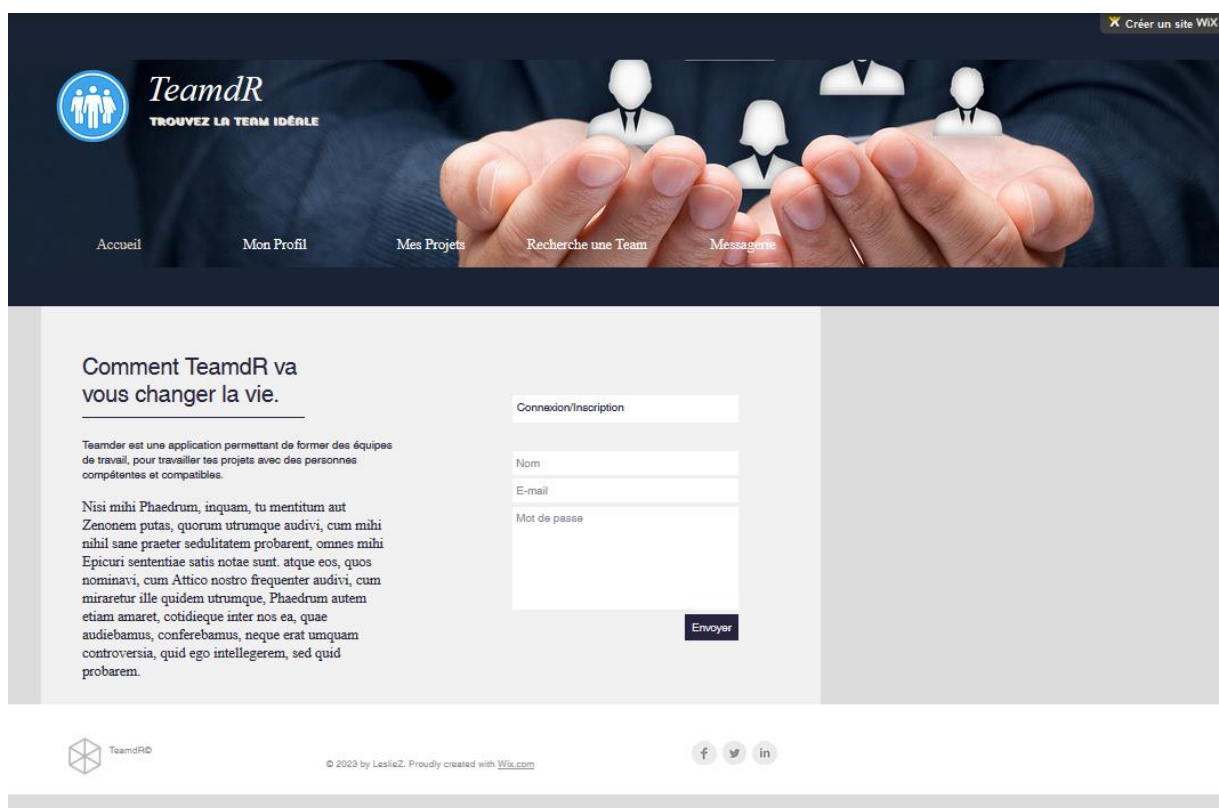 Créer un site WiX
TeamdR
TROUVEZ LA TEAM IDÉALE
Accueil
Mon Profil
Mes Projets
Recherche une Team
Messagerie
Comment TeamdR va
vous changer la vie.
Teamder est une application permettant de former des équipes
de travail, pour travailler tes projets avec des personnes
compétentes et compatibles.
Nisi mihi Phaedrum, inquam, tu mentitum aut
Zenonem putas, quorum utrumque audivi, cum mihi
nihil sane praeter sedulitatem probarent, omnes mihi
Epicuri sententiae satis notae sunt. atque eos, quos
nominavi, cum Attico nostro frequenter audivi, cum
miraretur ille quidem utrumque, Phaedrum autem
etiam amaret, cotidieque inter nos ea, quae
audiebamus, conferebamus, neque erat umquam
controversia, quid ego intellegerem, sed quid
probarem.
Connexion/Inscription
Nom
E-mail
Mot de passe
Envoyer
TeamdR©
© 2023 by LeslieZ. Proudly created with Wix.com
f
in